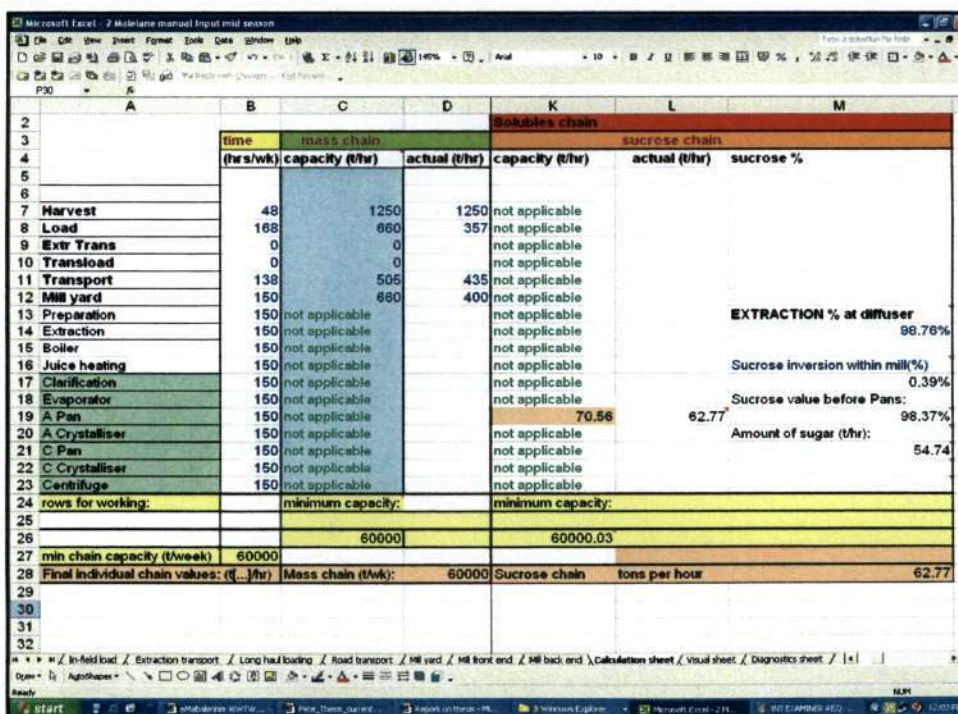 Microsoft Excel - 2 Malelane manual input mid season
File Edit View Insert Format Tools Data Window Help
140% Arial 10
P30
A B C D K L M
2 Solubles chain
3 time mass chain sucrose chain
4 (hrs/wk) capacity (t/hr) actual (t/hr) capacity (t/hr) actual (t/hr) sucrose %
5
6
7 Harvest 48 1250 1250 not applicable
8 Load 168 660 357 not applicable
9 Extr Trans 0 0 not applicable
10 Transload 0 0 not applicable
11 Transport 138 505 435 not applicable
12 Mill yard 150 660 400 not applicable
13 Preparation 150 not applicable not applicable EXTRACTION % at diffuser
14 Extraction 150 not applicable not applicable 98.76%
15 Boiler 150 not applicable not applicable
16 Juice heating 150 not applicable not applicable Sucrose inversion within mill(%)
17 Clarification 150 not applicable not applicable 0.39%
18 Evaporator 150 not applicable not applicable Sucrose value before Pans:
19 A Pan 150 not applicable 70.56 62.77 98.37%
20 A Crystalliser 150 not applicable not applicable Amount of sugar (t/hr):
21 C Pan 150 not applicable not applicable 54.74
22 C Crystalliser 150 not applicable not applicable
23 Centrifuge 150 not applicable not applicable
24 rows for working: minimum capacity: minimum capacity:
25
26 60000 60000.03
27 min chain capacity (t/week) 60000
28 Final individual chain values: (t[...]/hr) Mass chain (t/wk): 60000 Sucrose chain tons per hour 62.77
29
30
31
32
In-field load / Extraction transport / Long haul loading / Road transport / Mill yard / Mill front end / Mill back end \ Calculation sheet / Visual sheet / Diagnostics sheet /
Draw AutoShapes
Ready NUM
start 3 Windows Explorer